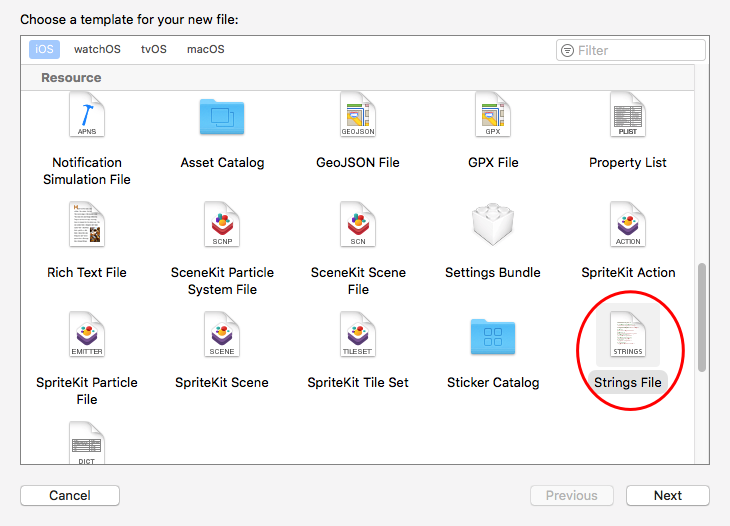 Choose a template for your new file:
iOS watchOS tvOS macOS Filter
Resource
APNS GEOJSON GPX PLIST
Notification Simulation File
Asset Catalog
GeoJSON File
GPX File
Property List
SCNP SCN ACTION
Rich Text File
SceneKit Particle System File
SceneKit Scene File
Settings Bundle
SpriteKit Action
EMITTER SCENE TILESET STRINGS
SpriteKit Particle File
SpriteKit Scene
SpriteKit Tile Set
Sticker Catalog
Strings File
DICT
Cancel Previous Next